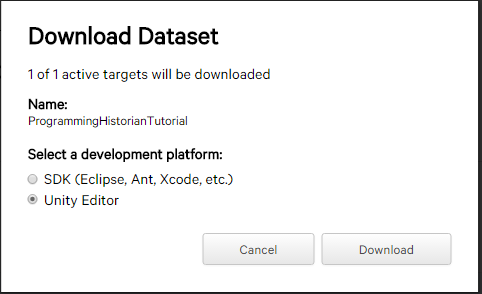 Download Dataset
1 of 1 active targets will be downloaded
Name:
ProgrammingHistorianTutorial
Select a development platform:
SDK (Eclipse, Ant, Xcode, etc.)
Unity Editor
Cancel
Download